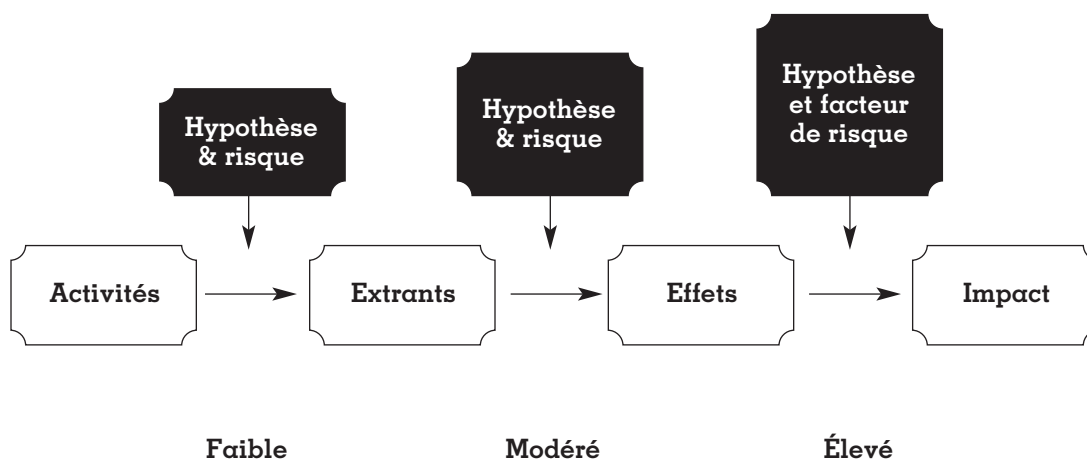 Hypothèse
& risque
Hypothèse
& risque
Hypothèse
et facteur
de risque
Activités
Extrants
Effets
Impact
Faible
Modéré
Élevé